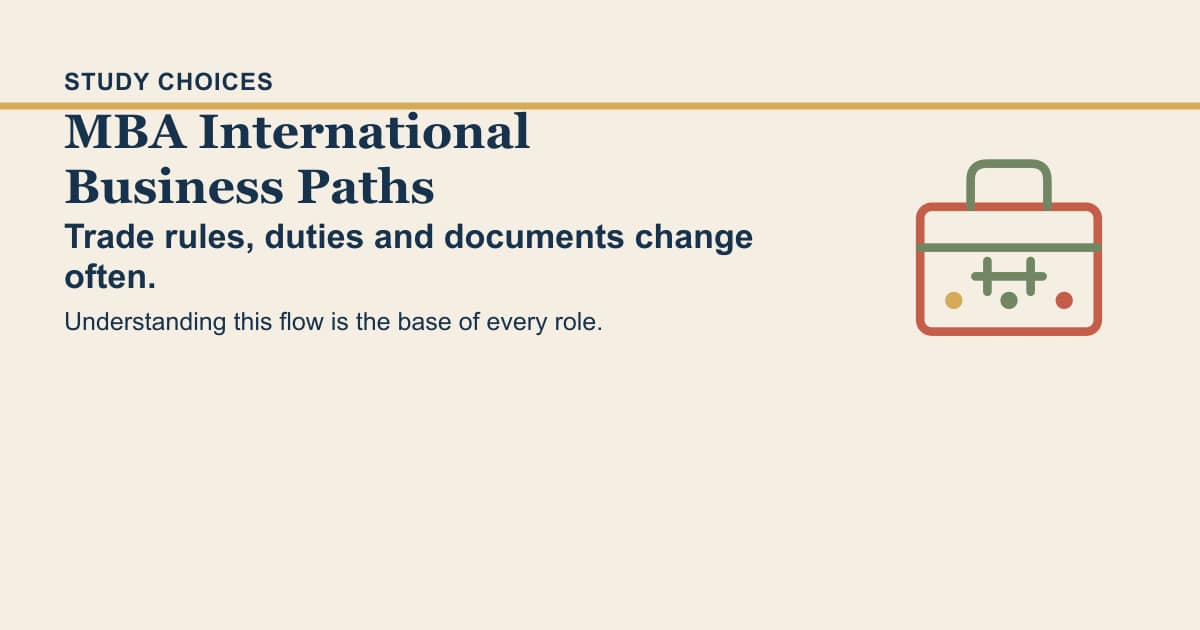 STUDY CHOICES
MBA International
Business Paths
Trade rules, duties and documents change
often.
Understanding this flow is the base of every role.